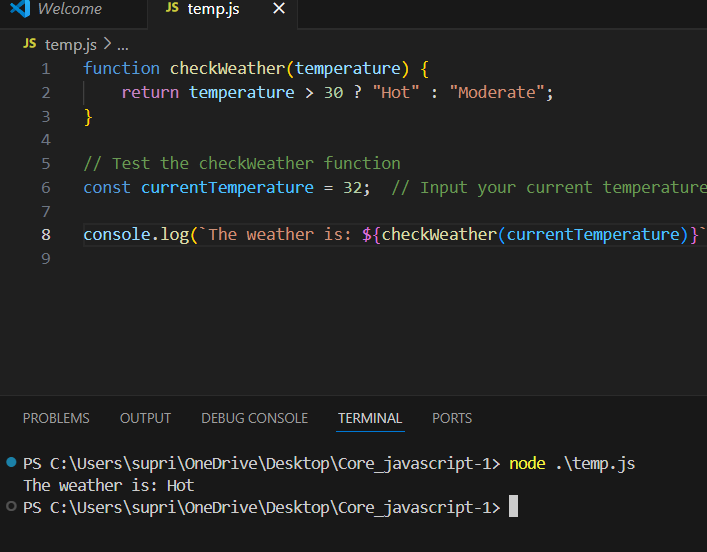 Welcome
JS temp.js ×
JS temp.js > ...
1 function checkWeather(temperature) {
2     return temperature > 30 ? "Hot" : "Moderate";
3 }
4
5 // Test the checkWeather function
6 const currentTemperature = 32;  // Input your current temperature
7
8 console.log(`The weather is: ${checkWeather(currentTemperature)}`
9
PROBLEMS OUTPUT DEBUG CONSOLE TERMINAL PORTS
PS C:\Users\supri\OneDrive\Desktop\Core_javascript-1> node .\temp.js
The weather is: Hot
PS C:\Users\supri\OneDrive\Desktop\Core_javascript-1>